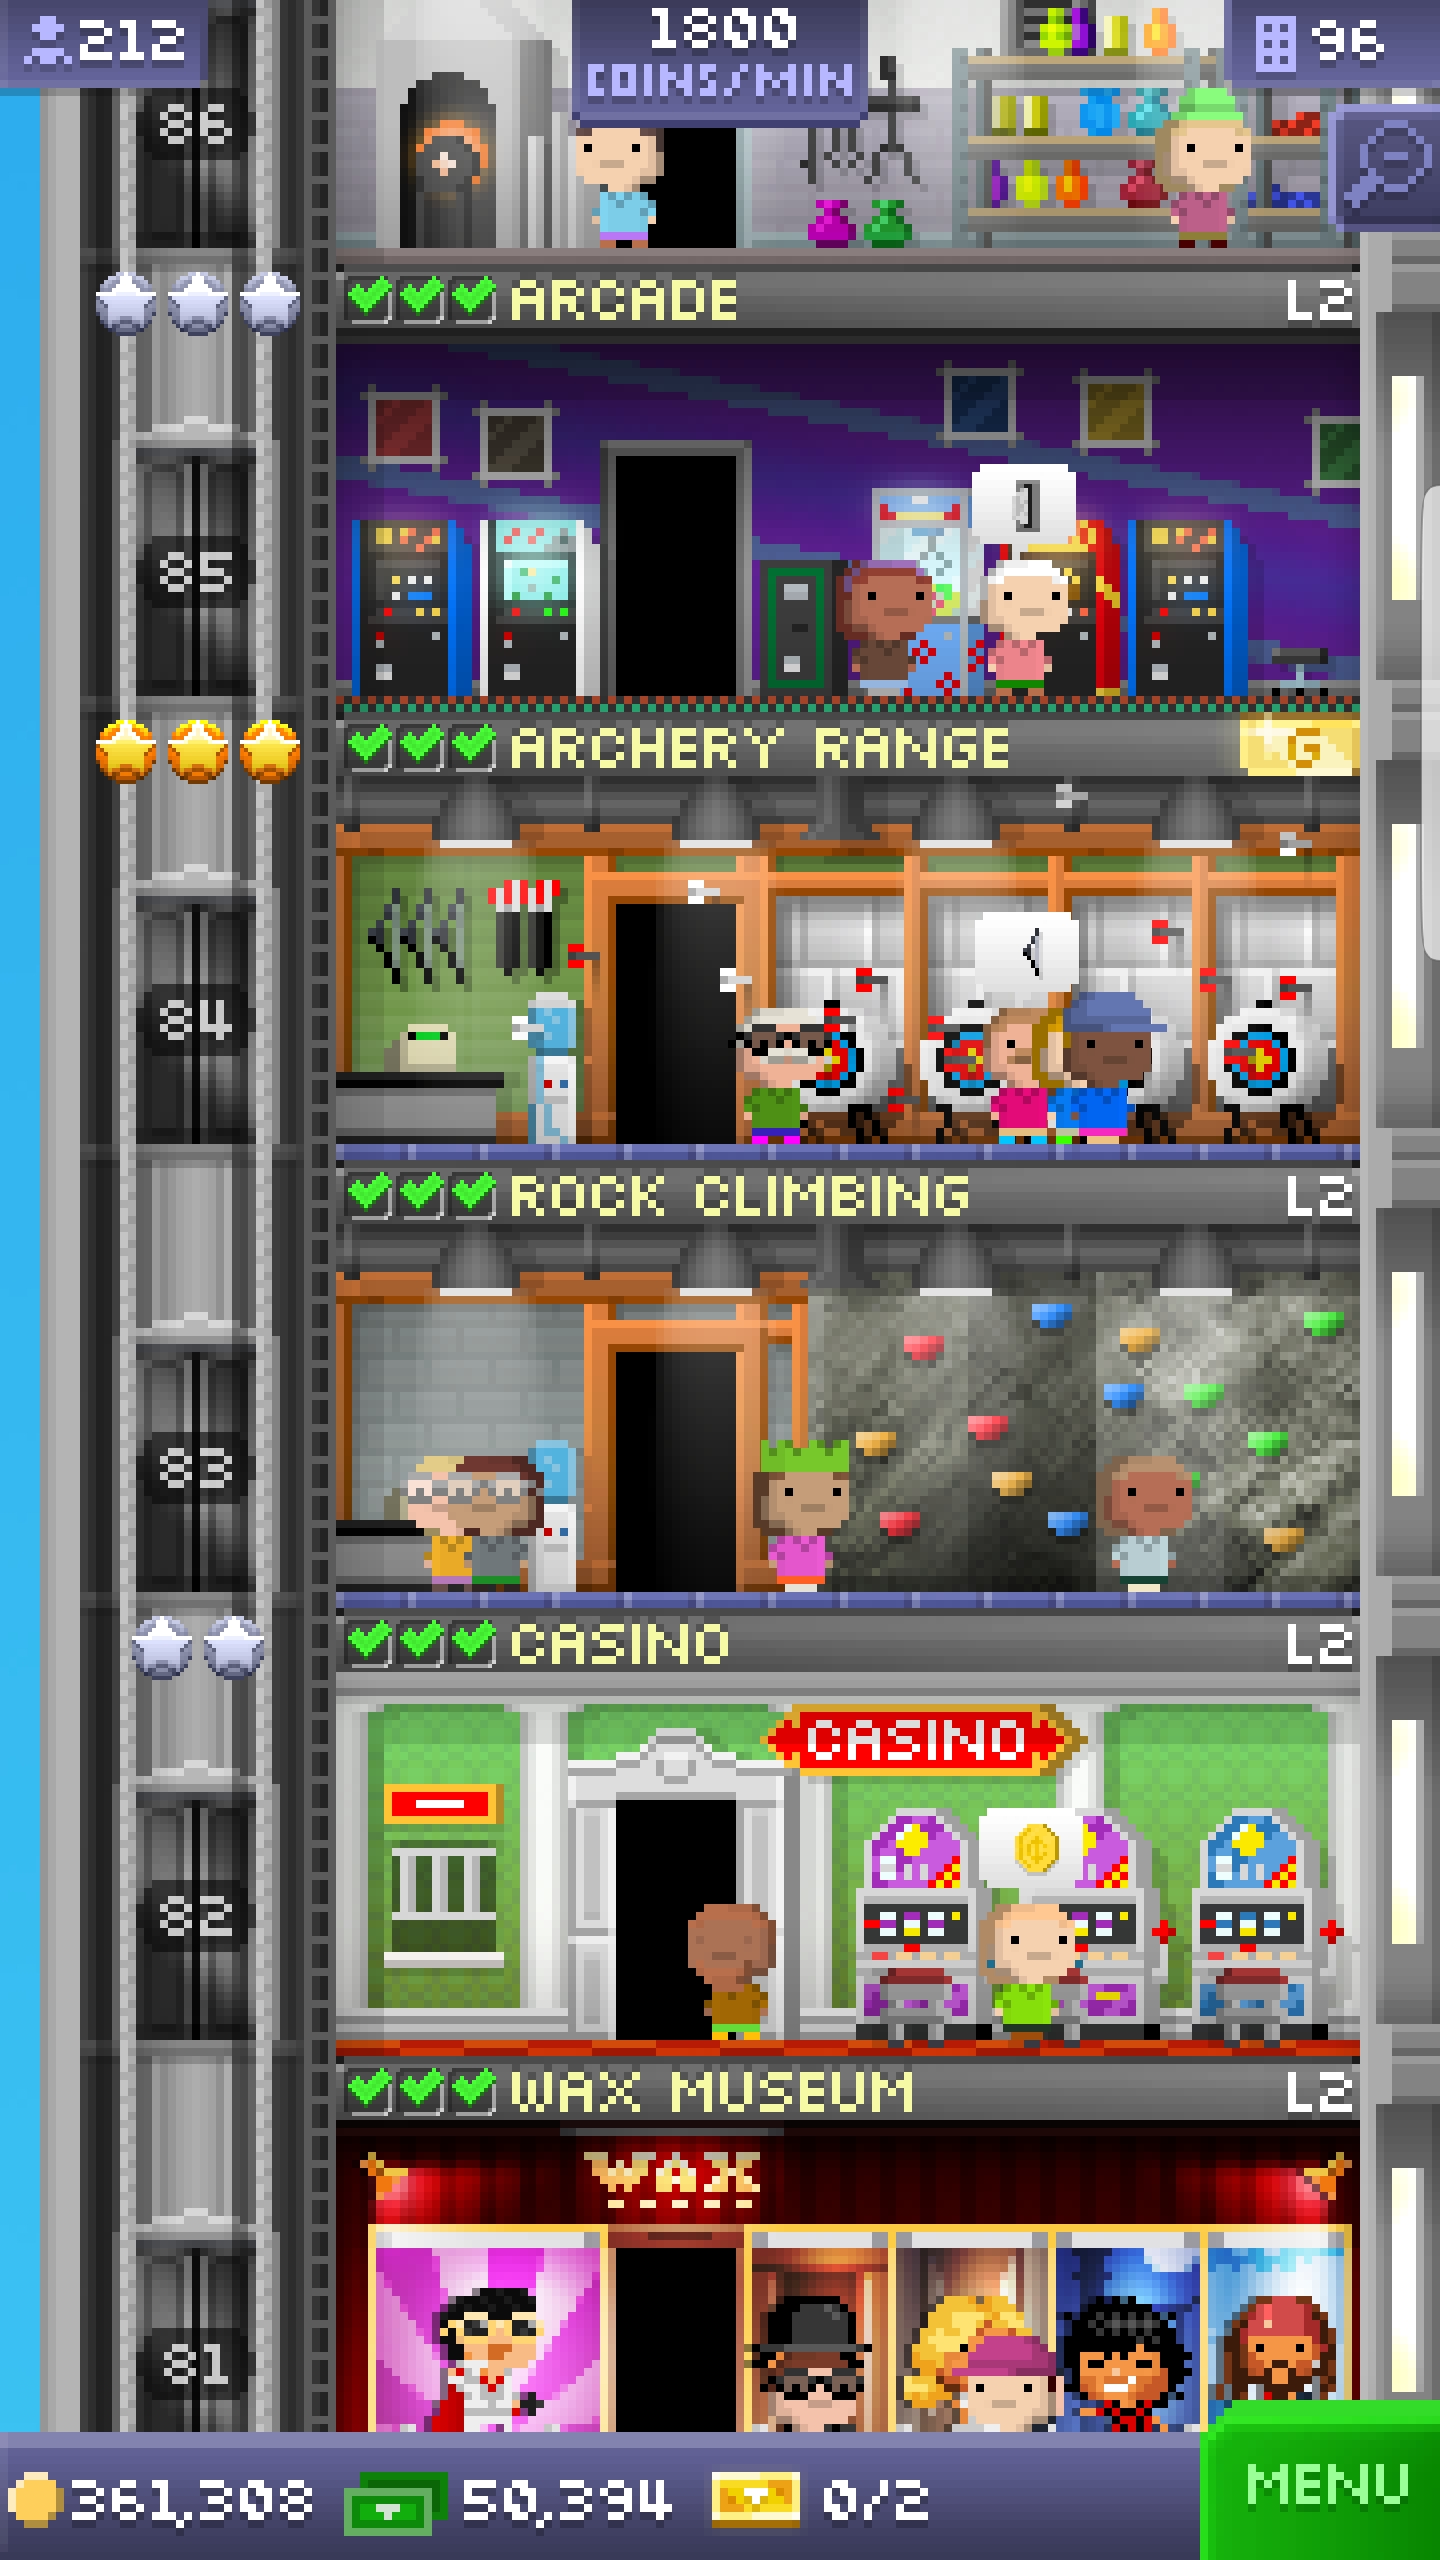 212
1800
COINS/MIN
96
86
ARCADE
L2
85
ARCHERY RANGE
G
84
ROCK CLIMBING
L2
83
CASINO
L2
CASINO
82
WAX MUSEUM
L2
WAX
81
361,308
50,394
0/2
MENU